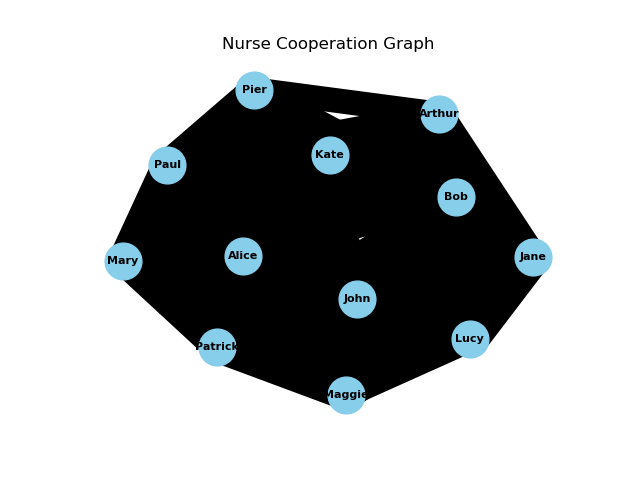 Nurse Cooperation Graph
Pier
Arthur
Kate
Paul
Bob
Alice
Jane
Mary
John
Lucy
Patrick
Maggie